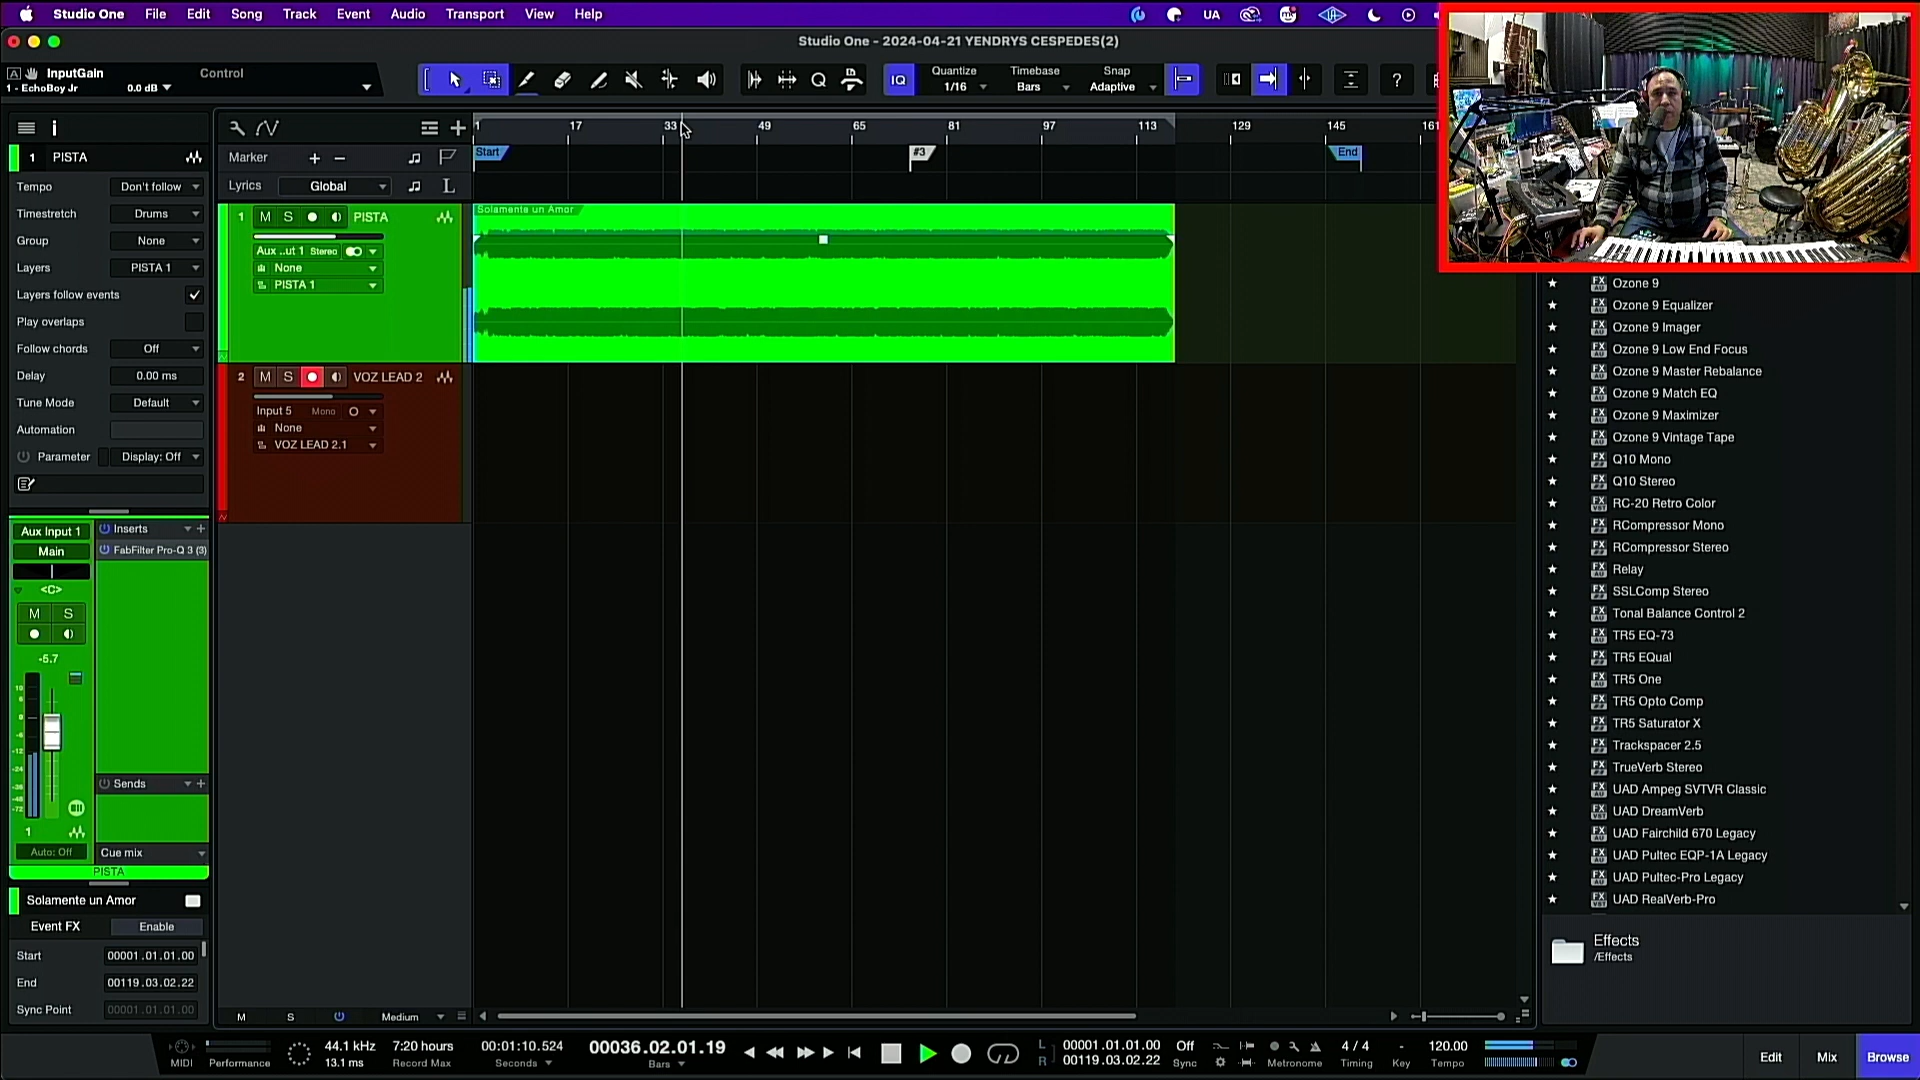 Studio One File Edit Song Track Event Audio Transport View Help UA
Studio One - 2024-04-21 YENDRYS CESPEDES(2)
A InputGain Control
1 - EchoBoy Jr 0.0 dB
IQ Quantize Timebase Snap
1/16 Bars Adaptive ?
1 17 33 49 65 81 97 113 129 145 161
1 PISTA
Marker + − Start #3 End
Lyrics Global L
Tempo Don't follow
Timestretch Drums
Group None
Layers PISTA 1
Layers follow events
Play overlaps
Follow chords Off
Delay 0.00 ms
Tune Mode Default
Automation
Parameter Display: Off
1 M S PISTA
Aux ..ut 1 Stereo
None
PISTA 1
Solamente un Amor
2 M S VOZ LEAD 2
Input 5 Mono
None
VOZ LEAD 2.1
Aux Input 1 Inserts
Main FabFilter Pro-Q 3 (3)
<C>
M S
-5.7
10
6
0
-6
-12
-24
-36
-48
-72
Sends
1
Auto: Off Cue mix
PISTA
Solamente un Amor
Event FX Enable
Start 00001.01.01.00
End 00119.03.02.22
Sync Point 00001.01.01.00
M S Medium
Ozone 9
Ozone 9 Equalizer
Ozone 9 Imager
Ozone 9 Low End Focus
Ozone 9 Master Rebalance
Ozone 9 Match EQ
Ozone 9 Maximizer
Ozone 9 Vintage Tape
Q10 Mono
Q10 Stereo
RC-20 Retro Color
RCompressor Mono
RCompressor Stereo
Relay
SSLComp Stereo
Tonal Balance Control 2
TR5 EQ-73
TR5 EQual
TR5 One
TR5 Opto Comp
TR5 Saturator X
Trackspacer 2.5
TrueVerb Stereo
UAD Ampeg SVTVR Classic
UAD DreamVerb
UAD Fairchild 670 Legacy
UAD Pultec EQP-1A Legacy
UAD Pultec-Pro Legacy
UAD RealVerb-Pro
Effects
/Effects
MIDI Performance
44.1 kHz 7:20 hours 00:01:10.524 00036.02.01.19
13.1 ms Record Max Seconds Bars
L 00001.01.01.00 Off 4 / 4 - 120.00
R 00119.03.02.22 Sync Metronome Timing Key Tempo
Edit Mix Browse